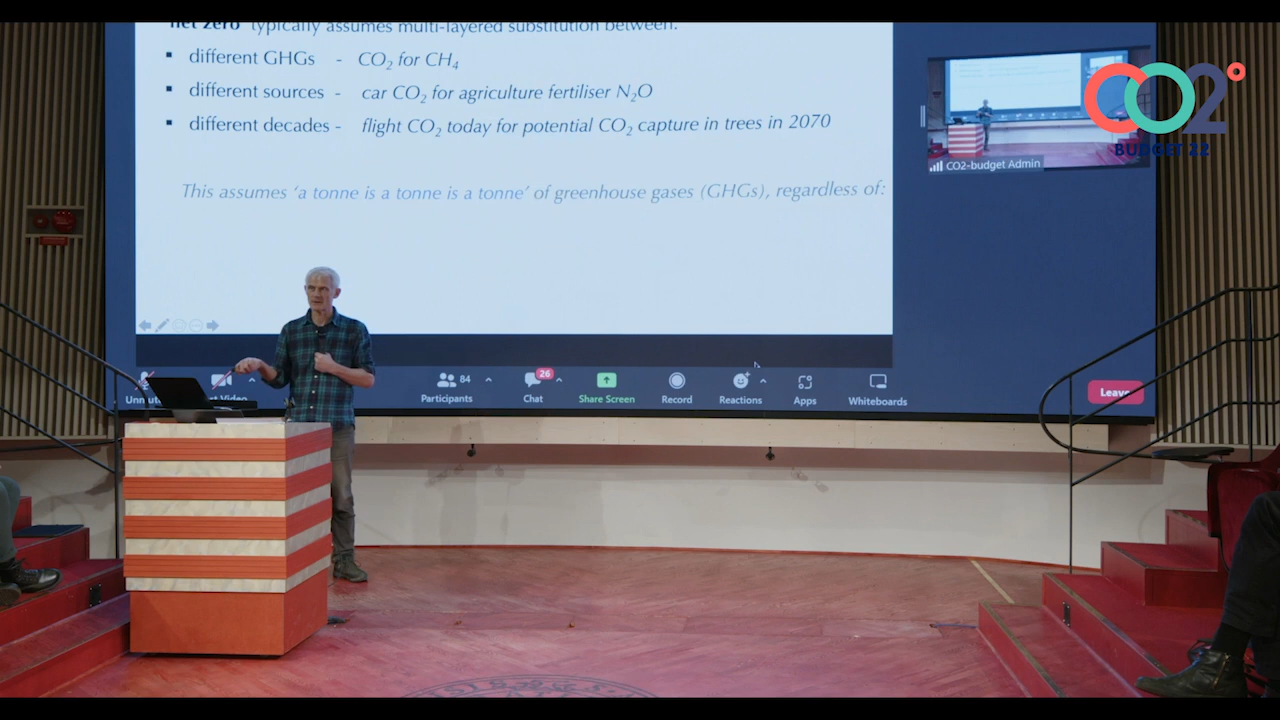 net zero typically assumes multi-layered substitution between:
▪ different GHGs - CO₂ for CH₄
▪ different sources - car CO₂ for agriculture fertiliser N₂O
▪ different decades - flight CO₂ today for potential CO₂ capture in trees in 2070
This assumes 'a tonne is a tonne is a tonne' of greenhouse gases (GHGs), regardless of:
CO2°
BUDGET 22
CO2-budget Admin
84
26
Participants
Chat
Share Screen
Record
Reactions
Apps
Whiteboards
Leave